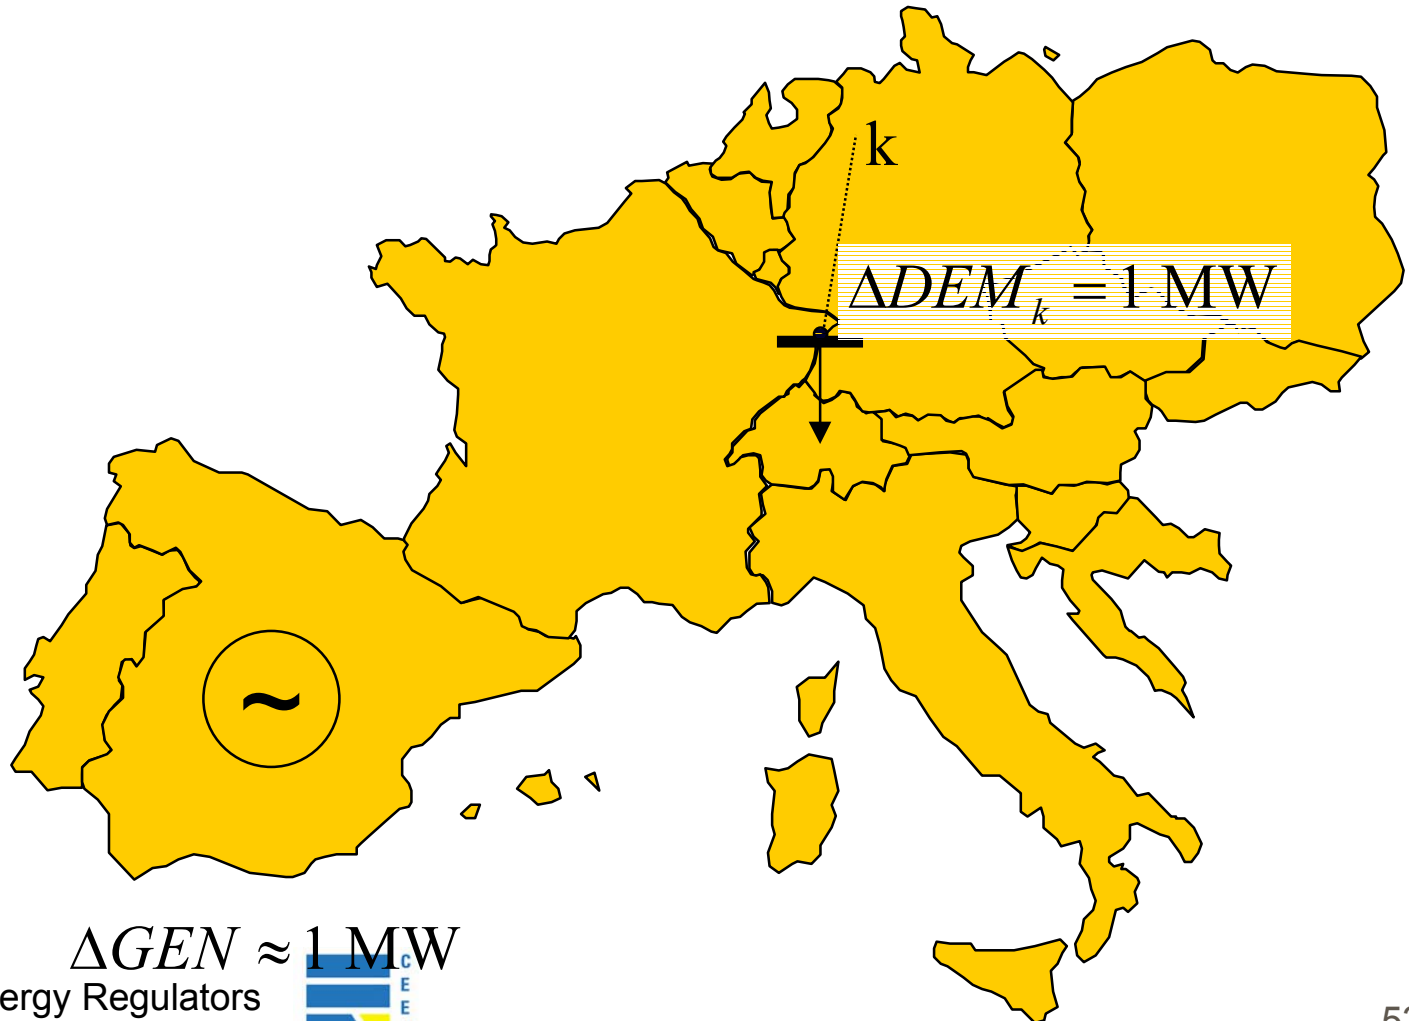 k
ΔDEM_k = 1 MW
~
ΔGEN ≈ 1 MW
ergy Regulators
C
E
E